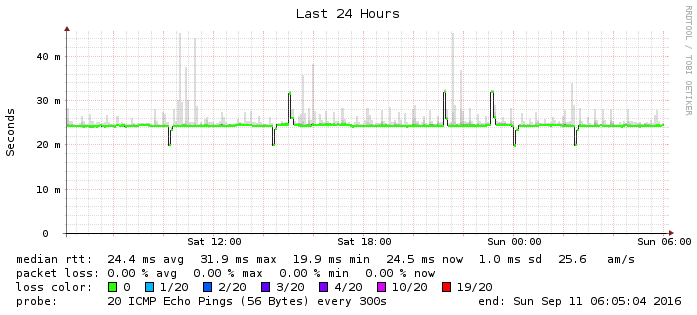 Last 24 Hours
RRDTOOL / TOBI OETIKER
Seconds
40 m
30 m
20 m
10 m
0
Sat 12:00 Sat 18:00 Sun 00:00 Sun 06:00
median rtt: 24.4 ms avg 31.9 ms max 19.9 ms min 24.5 ms now 1.0 ms sd 25.6 am/s
packet loss: 0.00 % avg 0.00 % max 0.00 % min 0.00 % now
loss color: 0 1/20 2/20 3/20 4/20 10/20 19/20
probe: 20 ICMP Echo Pings (56 Bytes) every 300s end: Sun Sep 11 06:05:04 2016